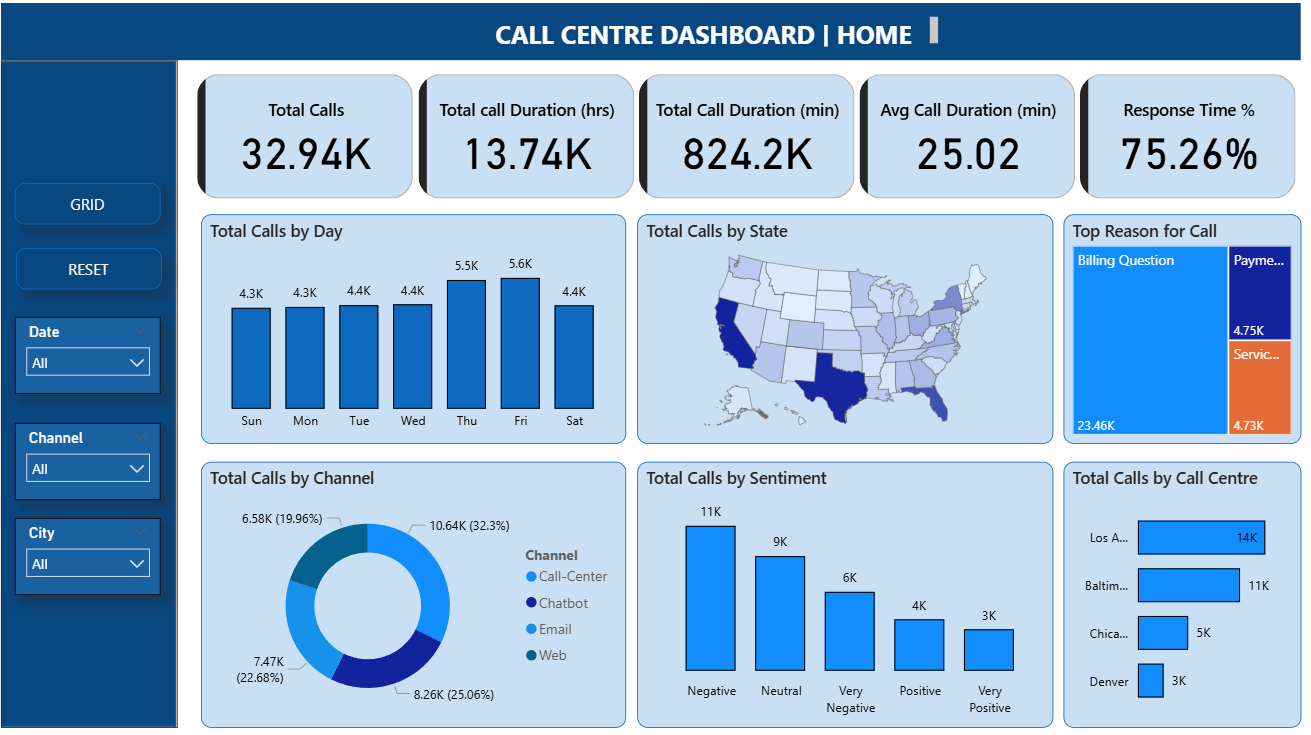 CALL CENTRE DASHBOARD | HOME
GRID
RESET
Date
All
Channel
All
City
All
Total Calls
32.94K
Total call Duration (hrs)
13.74K
Total Call Duration (min)
824.2K
Avg Call Duration (min)
25.02
Response Time %
75.26%
Total Calls by Day
4.3K
4.3K
4.4K
4.4K
5.5K
5.6K
4.4K
Sun
Mon
Tue
Wed
Thu
Fri
Sat
Total Calls by State
Top Reason for Call
Billing Question
23.46K
Payme...
4.75K
Servic...
4.73K
Total Calls by Channel
6.58K (19.96%)
10.64K (32.3%)
7.47K
(22.68%)
8.26K (25.06%)
Channel
Call-Center
Chatbot
Email
Web
Total Calls by Sentiment
11K
9K
6K
4K
3K
Negative
Neutral
Very
Negative
Positive
Very
Positive
Total Calls by Call Centre
Los A...
14K
Baltim...
11K
Chica...
5K
Denver
3K